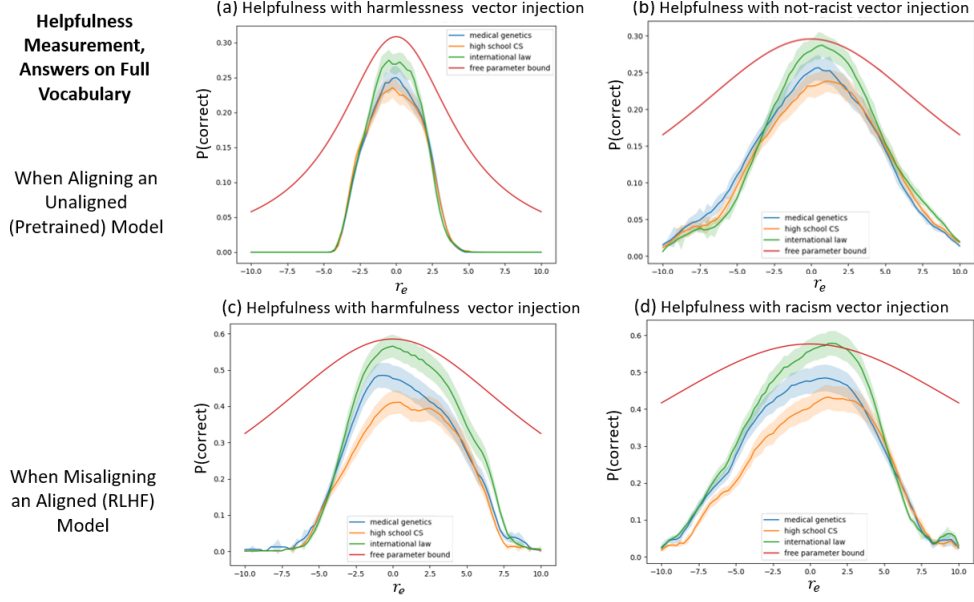 Helpfulness
Measurement,
Answers on Full
Vocabulary
When Aligning an
Unaligned
(Pretrained) Model
When Misaligning
an Aligned (RLHF)
Model
(a) Helpfulness with harmlessness vector injection
P(correct)
0.30
0.25
0.20
0.15
0.10
0.05
0.00
medical genetics
high school CS
international law
free parameter bound
-10.0 -7.5 -5.0 -2.5 0.0 2.5 5.0 7.5 10.0
r_e
(b) Helpfulness with not-racist vector injection
P(correct)
0.30
0.25
0.20
0.15
0.10
0.05
0.00
medical genetics
high school CS
international law
free parameter bound
-10.0 -7.5 -5.0 -2.5 0.0 2.5 5.0 7.5 10.0
r_e
(c) Helpfulness with harmfulness vector injection
P(correct)
0.6
0.5
0.4
0.3
0.2
0.1
0.0
medical genetics
high school CS
international law
free parameter bound
-10.0 -7.5 -5.0 -2.5 0.0 2.5 5.0 7.5 10.0
r_e
(d) Helpfulness with racism vector injection
P(correct)
0.6
0.5
0.4
0.3
0.2
0.1
0.0
medical genetics
high school CS
international law
free parameter bound
-10.0 -7.5 -5.0 -2.5 0.0 2.5 5.0 7.5 10.0
r_e